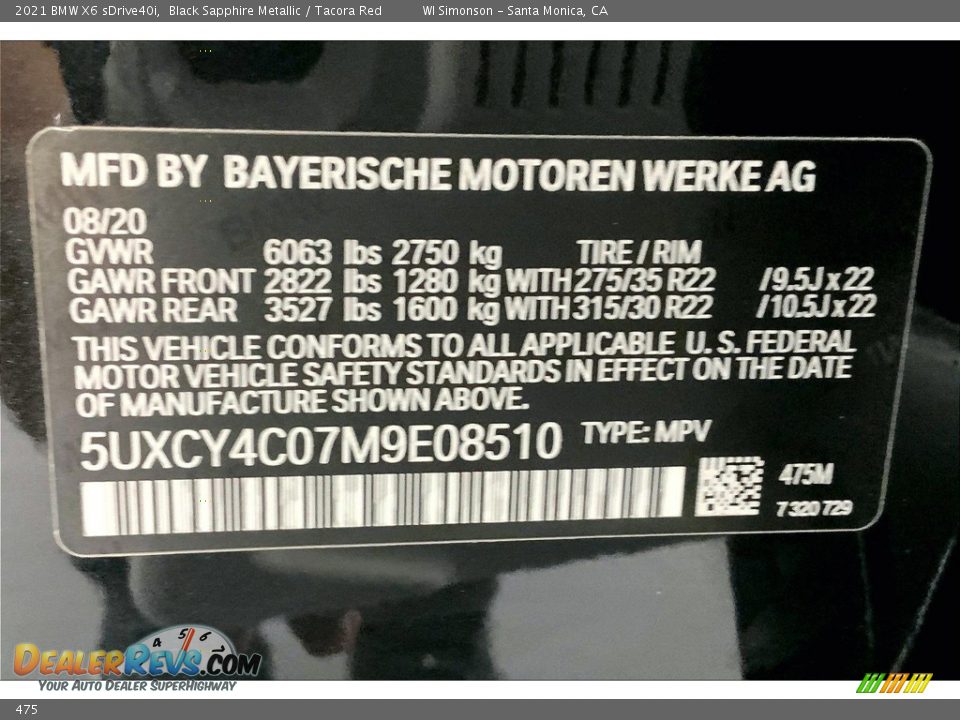 2021 BMW X6 sDrive40i, Black Sapphire Metallic / Tacora Red WI Simonson – Santa Monica, CA
MFD BY BAYERISCHE MOTOREN WERKE AG
08/20
GVWR 6063 lbs 2750 kg TIRE / RIM
GAWR FRONT 2822 lbs 1280 kg WITH 275/35 R22 /9.5J x 22
GAWR REAR 3527 lbs 1600 kg WITH 315/30 R22 /10.5J x 22
THIS VEHICLE CONFORMS TO ALL APPLICABLE U. S. FEDERAL
MOTOR VEHICLE SAFETY STANDARDS IN EFFECT ON THE DATE
OF MANUFACTURE SHOWN ABOVE.
5UXCY4C07M9E08510 TYPE: MPV
475M
7 320 729
4 5 6
DEALERREVS.COM
YOUR AUTO DEALER SUPERHIGHWAY
475